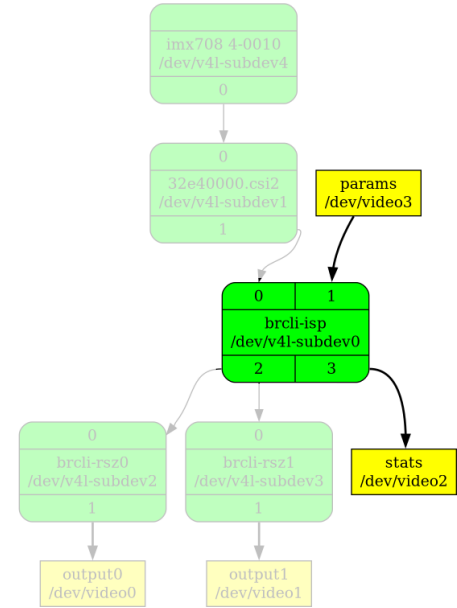 imx708 4-0010
/dev/v4l-subdev4
0
0
32e40000.csi2
/dev/v4l-subdev1
1
params
/dev/video3
0 1
brcli-isp
/dev/v4l-subdev0
2 3
0
brcli-rsz0
/dev/v4l-subdev2
1
0
brcli-rsz1
/dev/v4l-subdev3
1
stats
/dev/video2
output0
/dev/video0
output1
/dev/video1